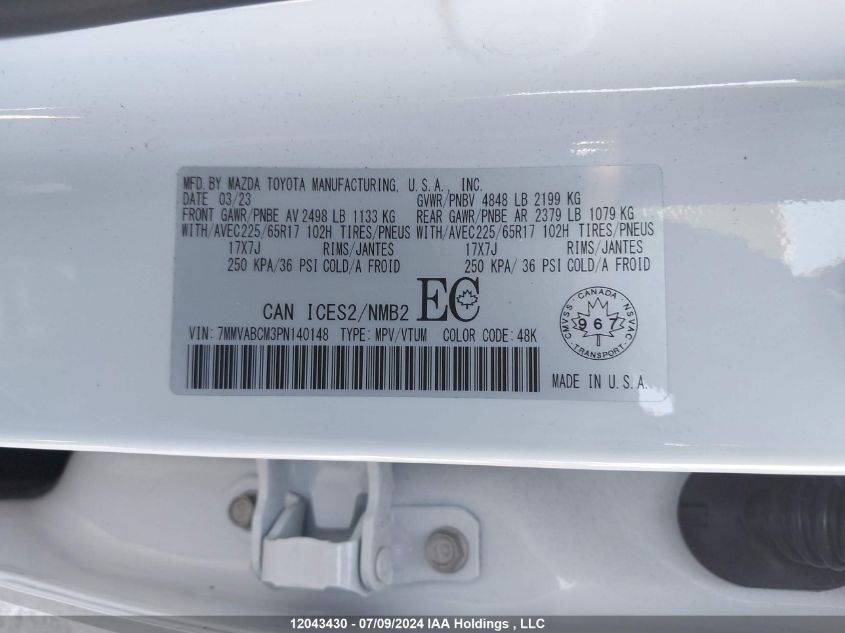 MFD. BY MAZDA TOYOTA MANUFACTURING, U.S.A., INC.
DATE 03/23 GVWR/PNBV 4848 LB 2199 KG
FRONT GAWR/PNBE AV 2498 LB 1133 KG REAR GAWR/PNBE AR 2379 LB 1079 KG
WITH/AVEC225/65R17 102H TIRES/PNEUS WITH/AVEC225/65R17 102H TIRES/PNEUS
17X7J RIMS/JANTES 17X7J RIMS/JANTES
250 KPA/36 PSI COLD/A FROID 250 KPA/ 36 PSI COLD/A FROID
CAN ICES2/NMB2 EC
CANADA
CMVSS 967 NSVAC
TRANSPORT
VIN: 7MMVABCM3PN140148 TYPE: MPV/VTUM COLOR CODE: 48K
MADE IN U.S.A.
12043430 - 07/09/2024 IAA Holdings , LLC